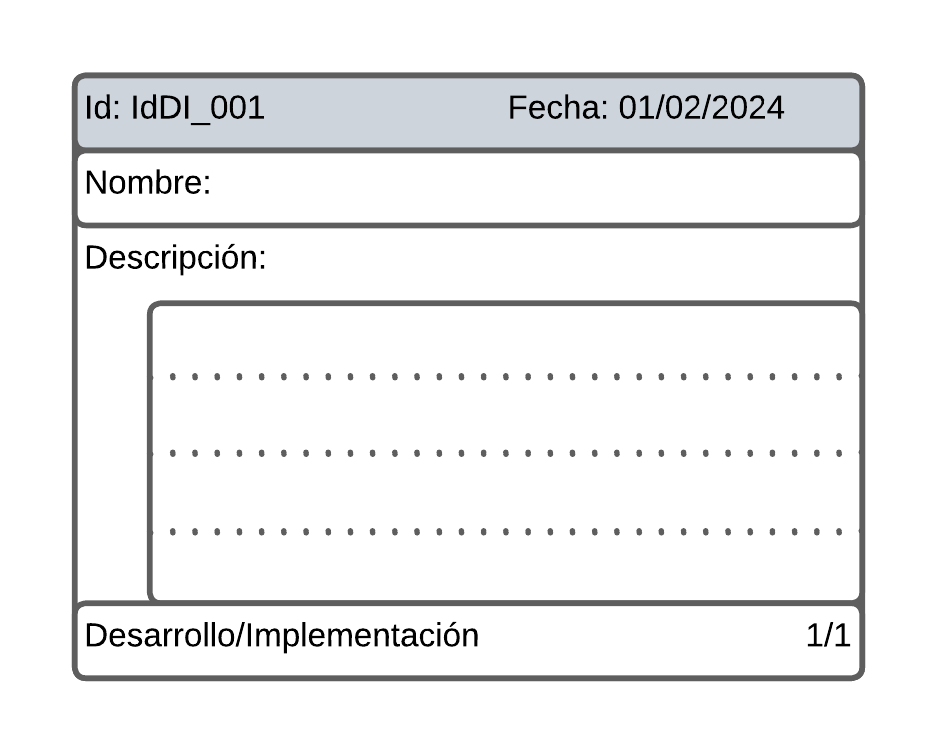 Id: IdDI_001 Fecha: 01/02/2024
Nombre:
Descripción:
Desarrollo/Implementación 1/1